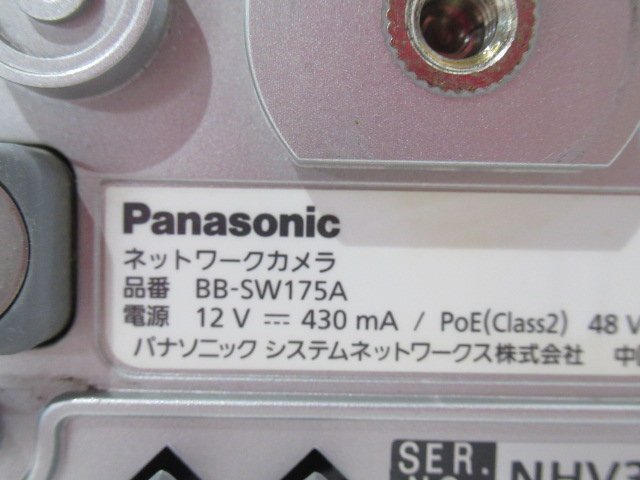 Panasonic
ネットワークカメラ
品番 BB-SW175A
電源 12 V ⎓ 430 mA / PoE(Class2) 48 V
パナソニック システムネットワークス株式会社 中
SER.
NHV3